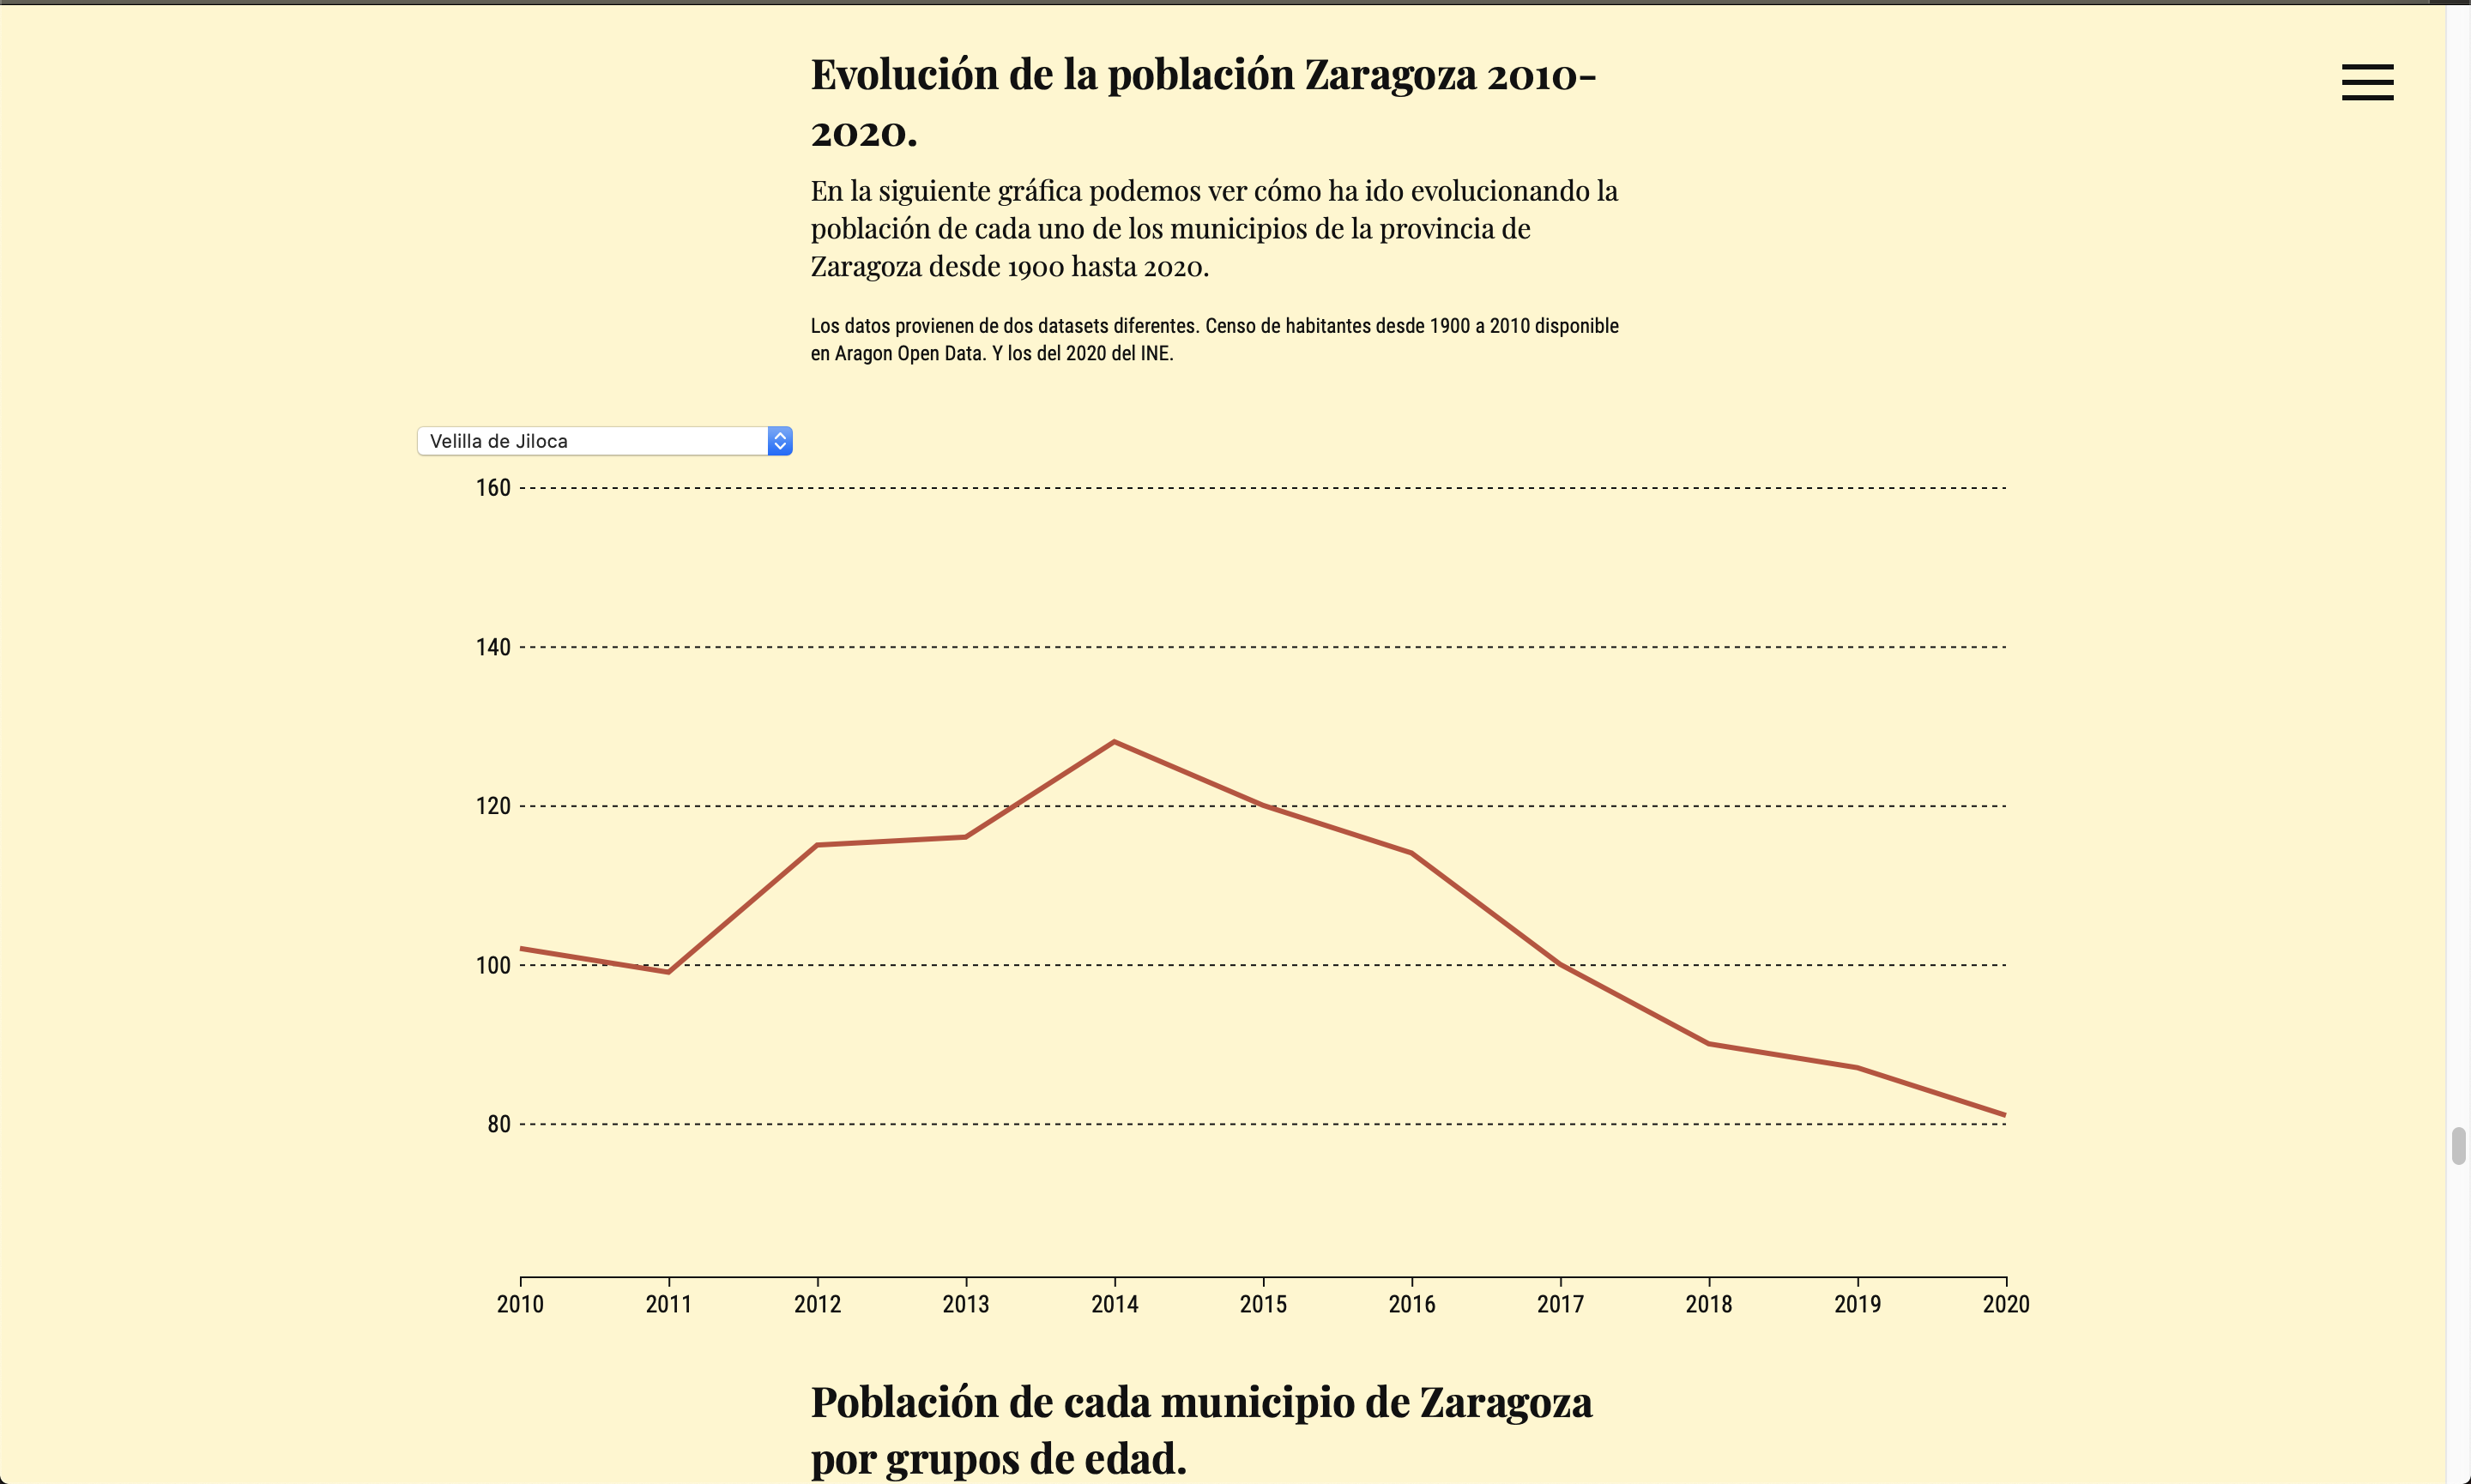 Evolución de la población Zaragoza 2010-
2020.
En la siguiente gráfica podemos ver cómo ha ido evolucionando la
población de cada uno de los municipios de la provincia de
Zaragoza desde 1900 hasta 2020.
Los datos provienen de dos datasets diferentes. Censo de habitantes desde 1900 a 2010 disponible
en Aragon Open Data. Y los del 2020 del INE.
Velilla de Jiloca
160
140
120
100
80
2010 2011 2012 2013 2014 2015 2016 2017 2018 2019 2020
Población de cada municipio de Zaragoza
por grupos de edad.